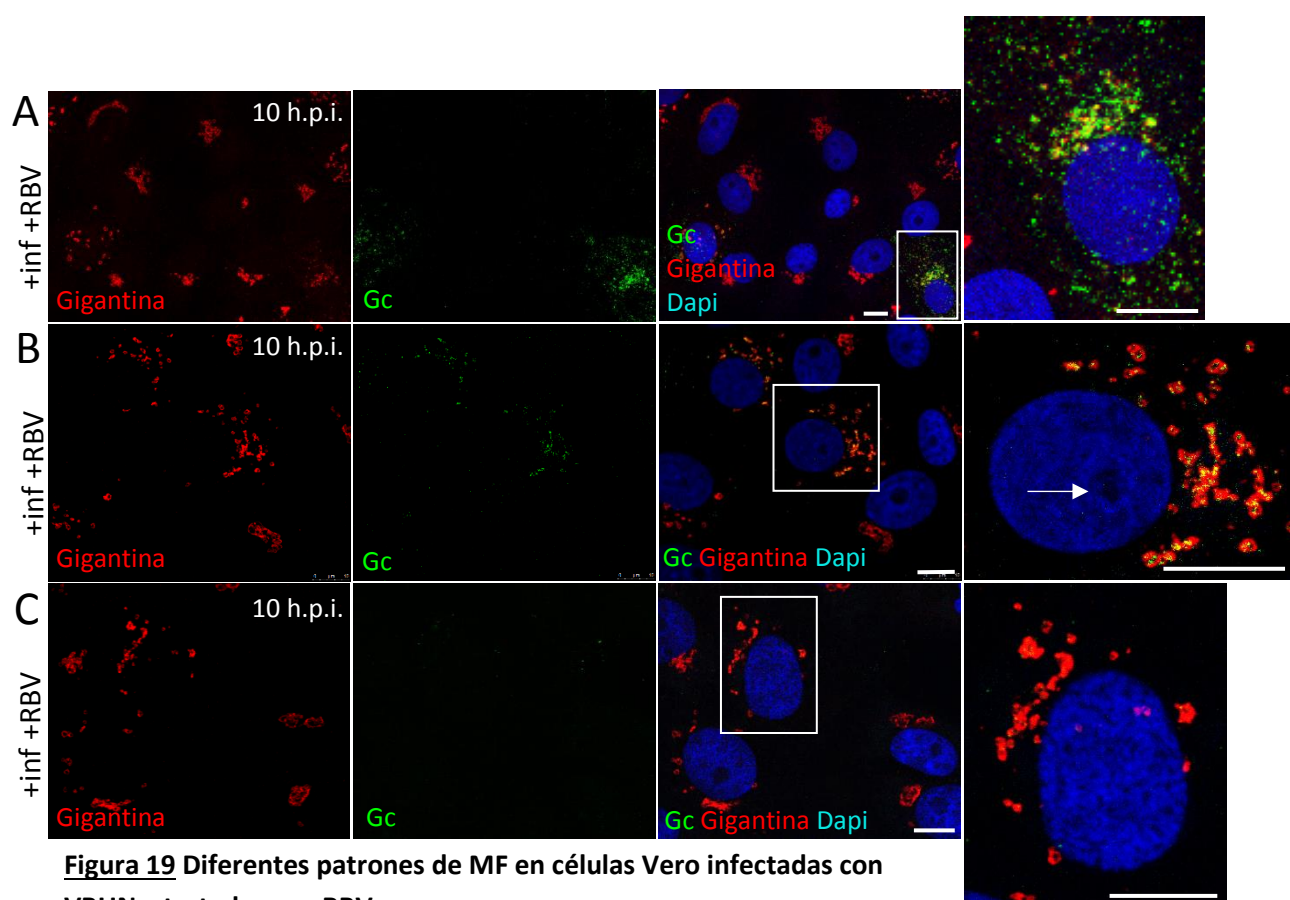 A
+inf +RBV
10 h.p.i.
Gigantina
Gc
Gc
Gigantina
Dapi
B
+inf +RBV
10 h.p.i.
Gigantina
Gc
Gc Gigantina Dapi
C
+inf +RBV
10 h.p.i.
Gigantina
Gc
Gc Gigantina Dapi
Figura 19 Diferentes patrones de MF en células Vero infectadas con